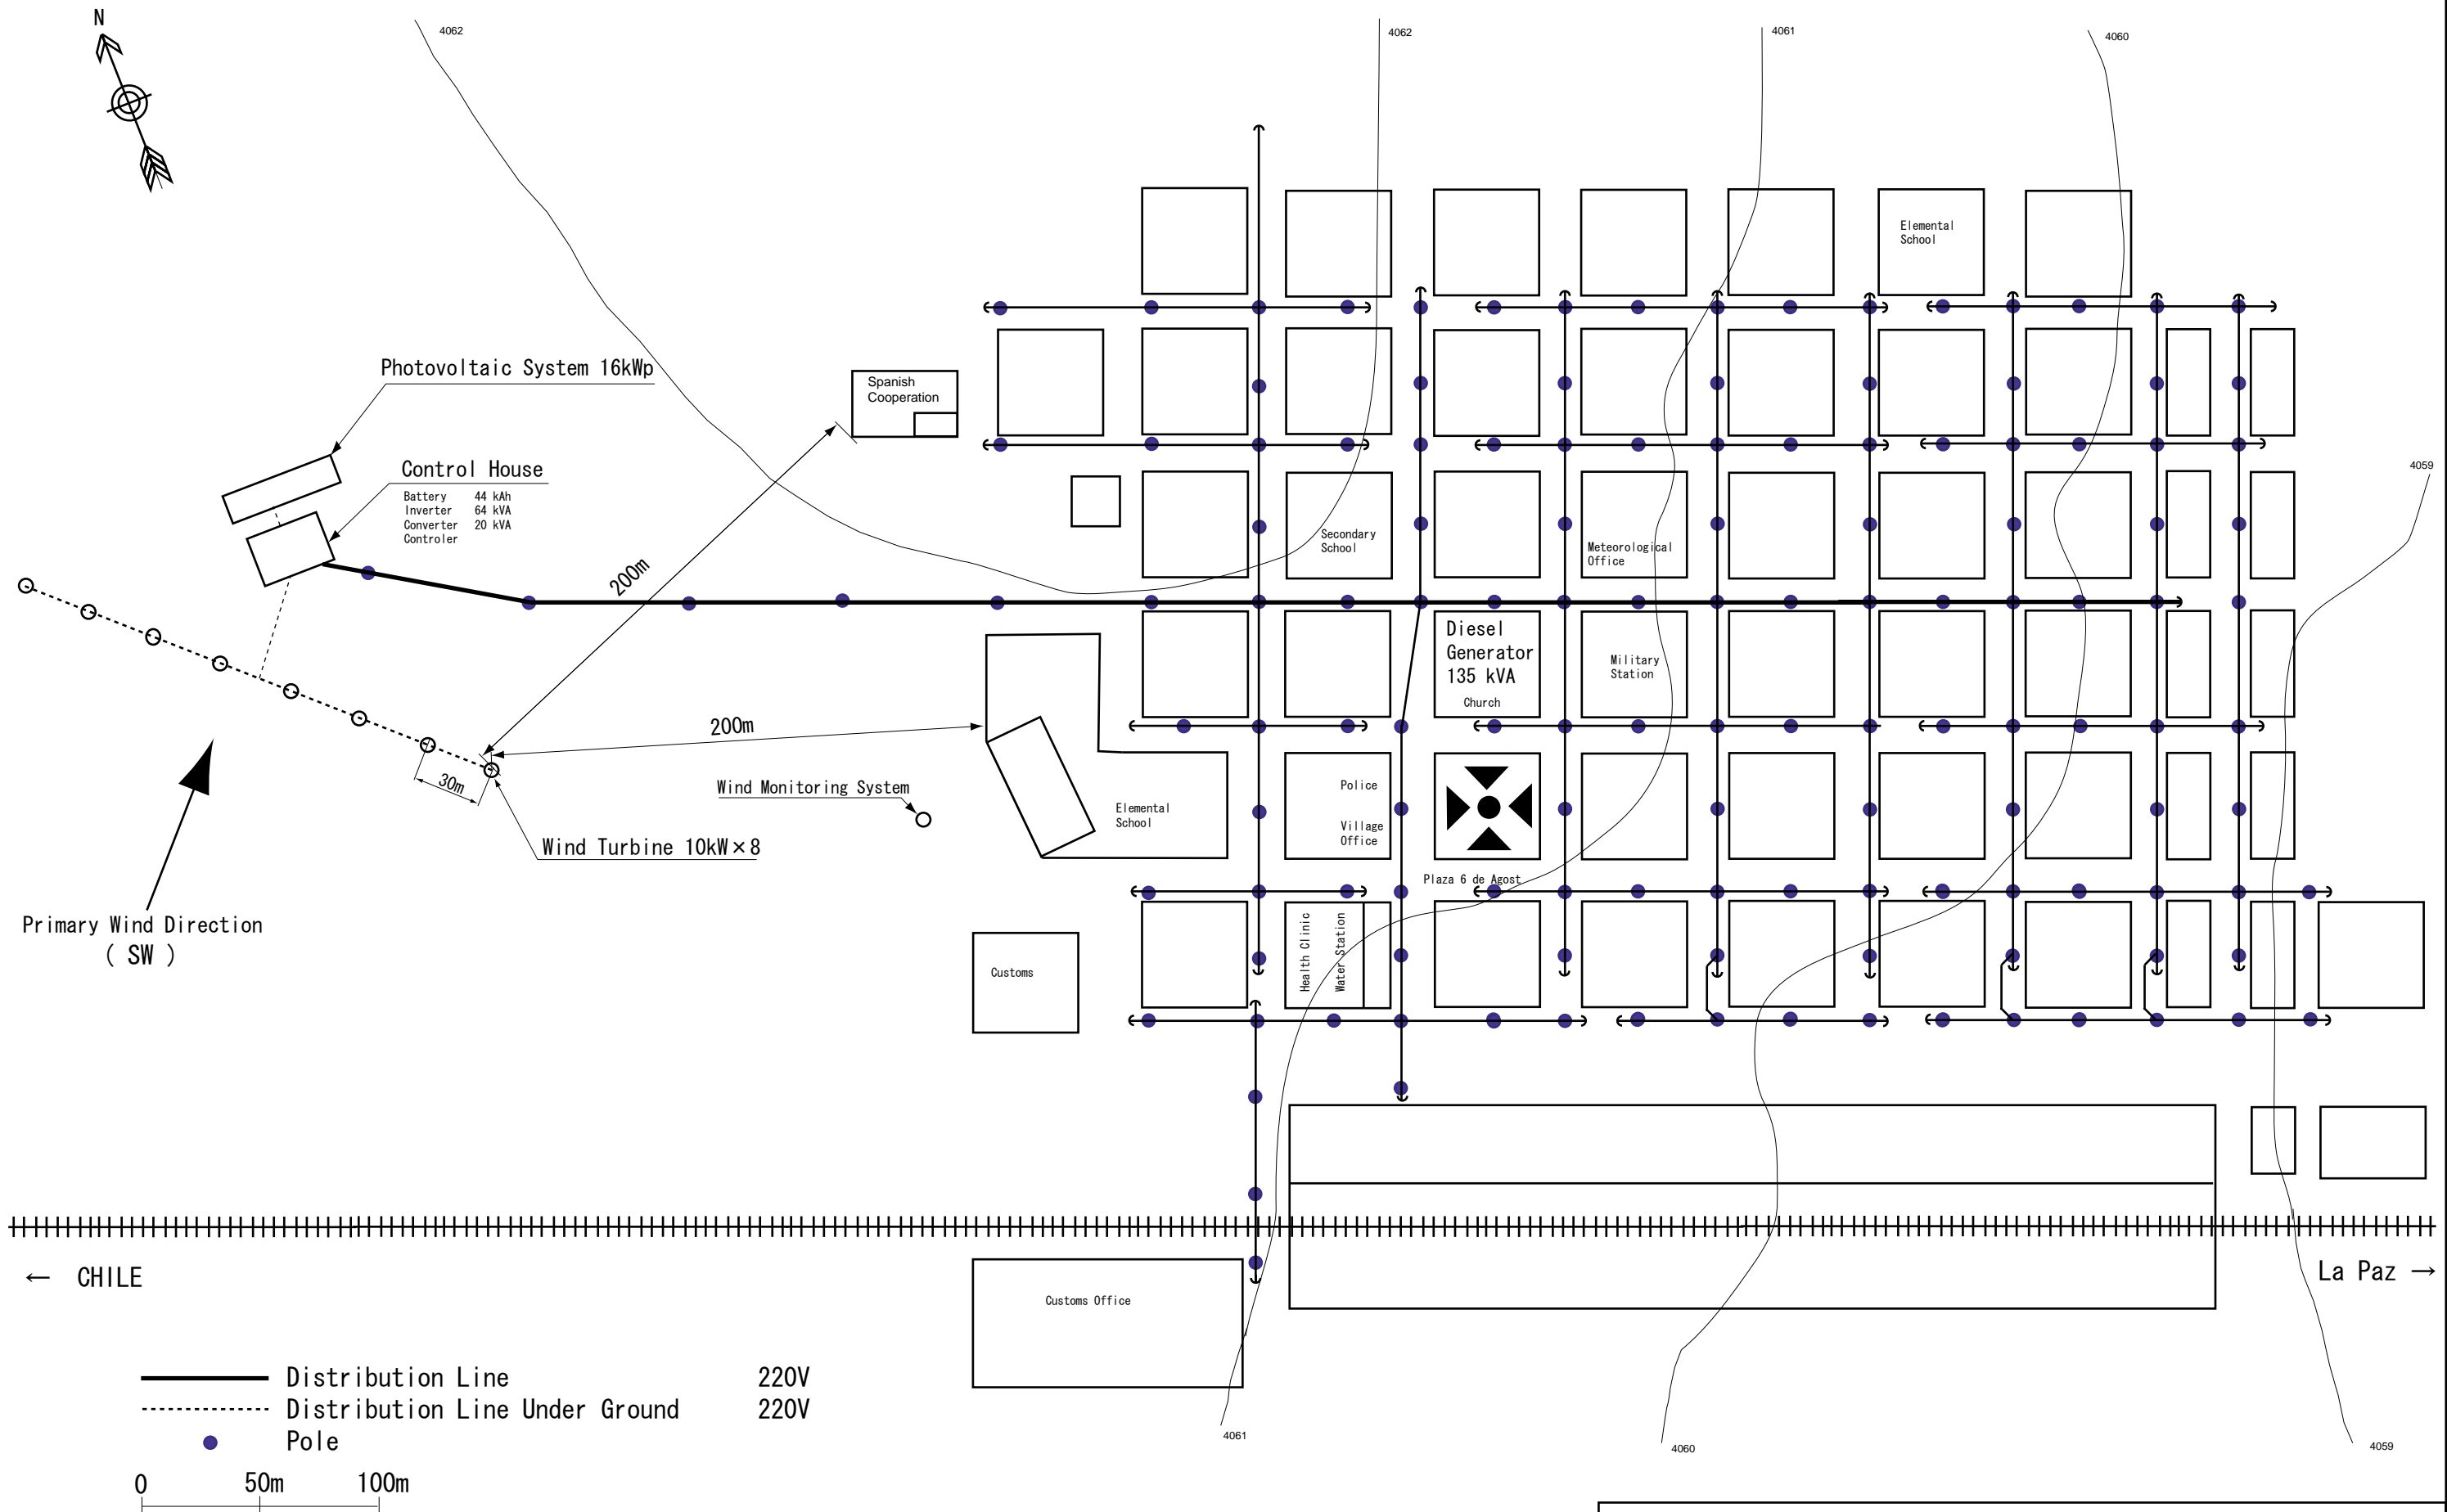 N
4062
4062
4061
4060
Elemental
School
Photovoltaic System 16kWp
Spanish
Cooperation
Control House
Battery 44 kAh
Inverter 64 kVA
Converter 20 kVA
Controler
4059
Secondary
School
Meteorological
Office
200m
Diesel
Generator
135 kVA
Church
Military
Station
200m
30m
Wind Monitoring System
Elemental
School
Police
Village
Office
Wind Turbine 10kW×8
Plaza 6 de Agost
Primary Wind Direction
( SW )
Customs
Health Clinic
Water Station
← CHILE
La Paz →
Customs Office
Distribution Line 220V
Distribution Line Under Ground 220V
Pole
4061
4060
4059
0 50m 100m